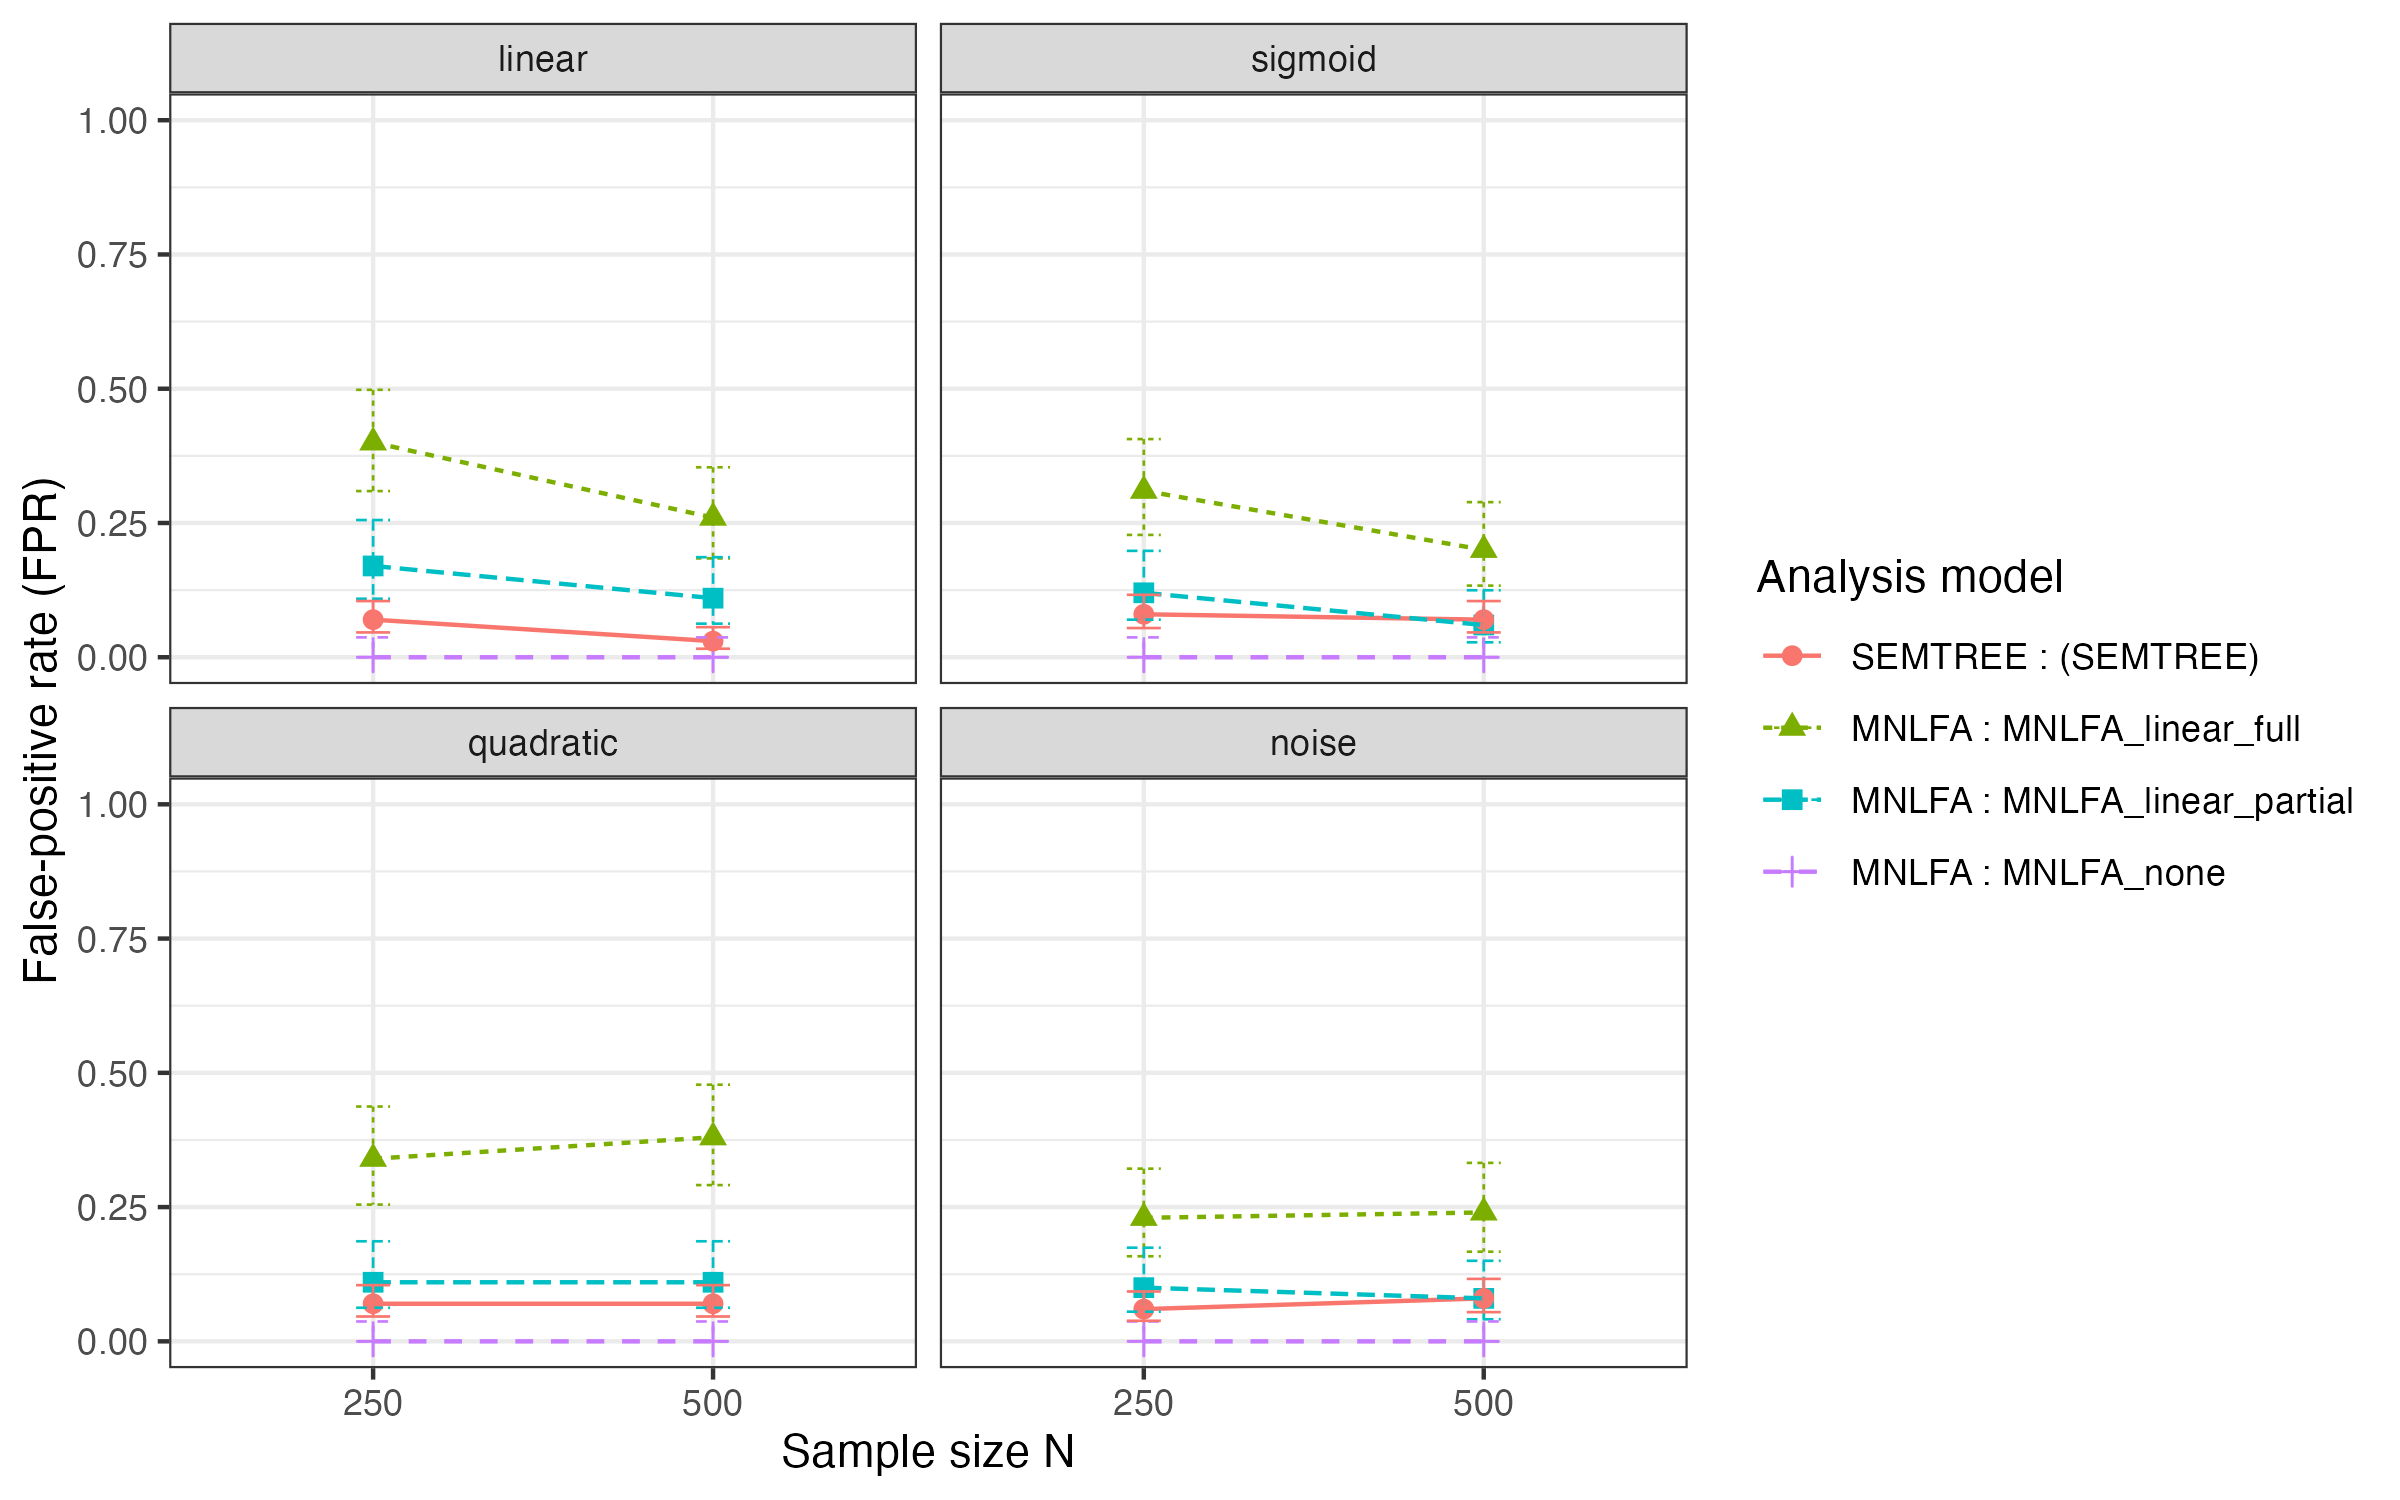 linear
sigmoid
1.00
0.75
0.50
0.25
0.00
quadratic
noise
1.00
0.75
0.50
0.25
0.00
250
500
250
500
Sample size N
False-positive rate (FPR)
Analysis model
SEMTREE : (SEMTREE)
MNLFA : MNLFA_linear_full
MNLFA : MNLFA_linear_partial
MNLFA : MNLFA_none